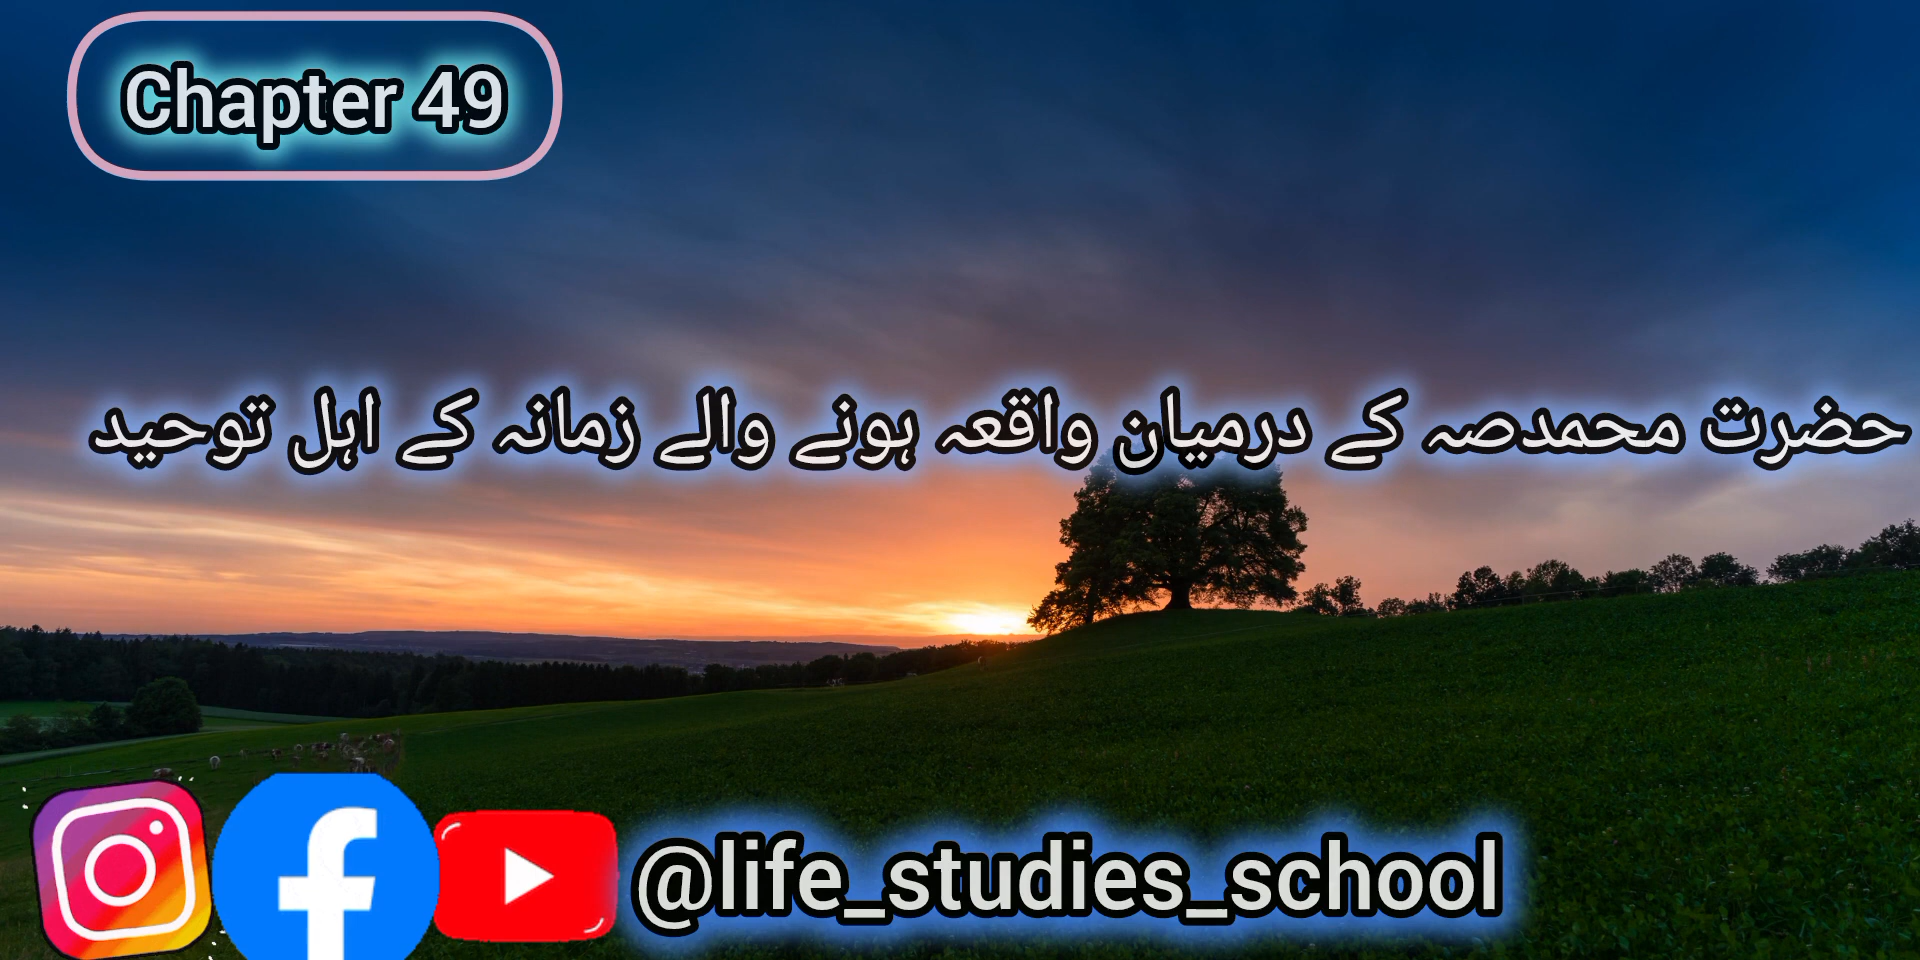 Chapter 49
حضرت محمدصہ کے درمیان واقعہ ہونے والے زمانہ کے اہل توحید
@life_studies_school